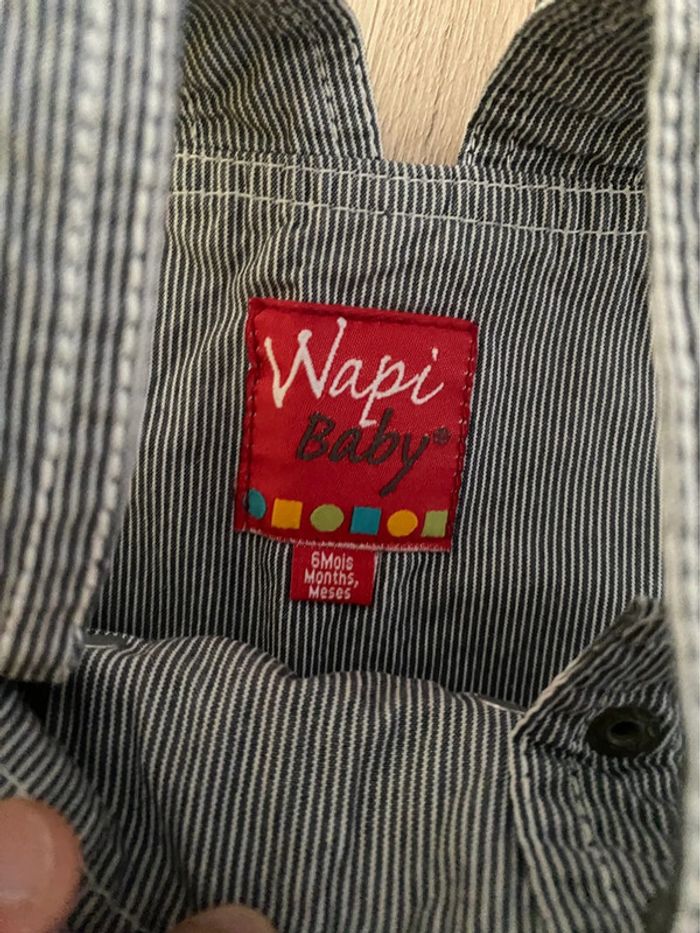 Wapi
Baby®
6Mois
Months,
Meses